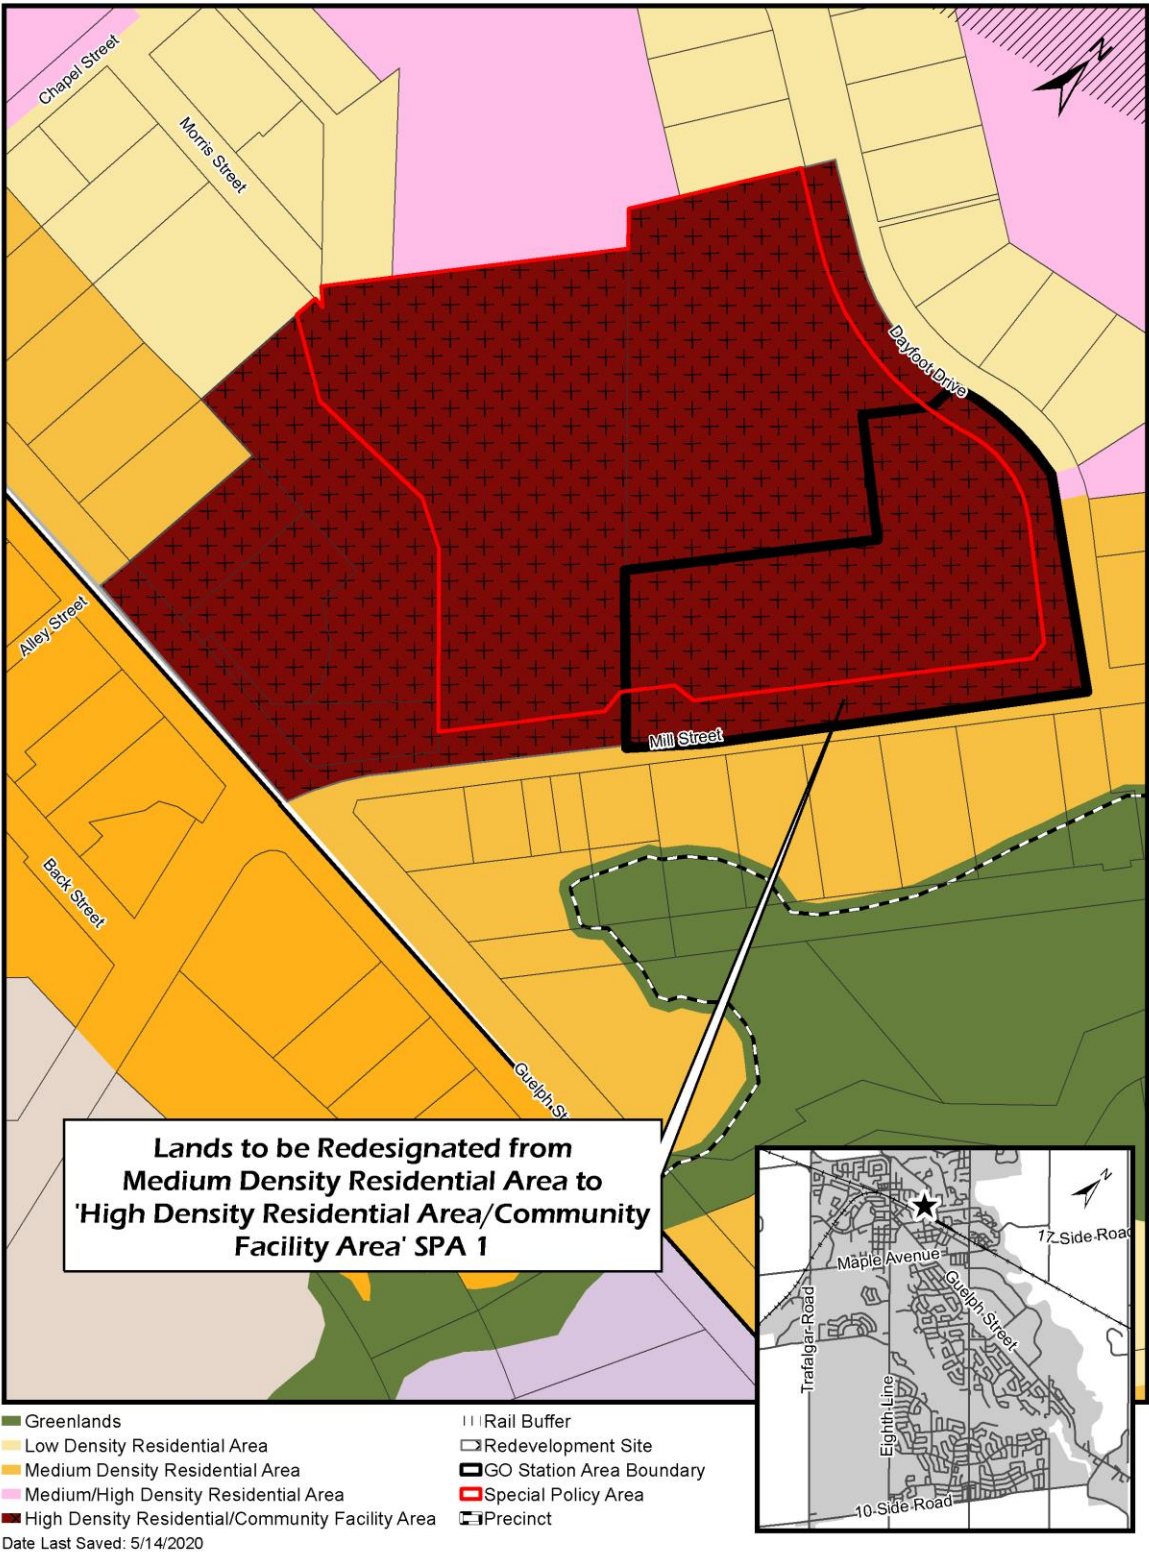 Chapel Street
Morris Street
N
Dayfoot Drive
Alley Street
Mill Street
Back Street
Guelph St
Lands to be Redesignated from
Medium Density Residential Area to
'High Density Residential Area/Community
Facility Area' SPA 1
N
17 Side Road
Maple Avenue
Guelph Street
Trafalgar Road
Eighth Line
10 Side Road
Greenlands
Low Density Residential Area
Medium Density Residential Area
Medium/High Density Residential Area
High Density Residential/Community Facility Area
Rail Buffer
Redevelopment Site
GO Station Area Boundary
Special Policy Area
Precinct
Date Last Saved: 5/14/2020